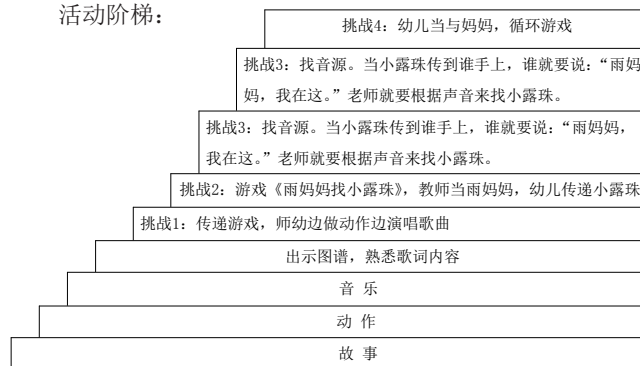 活动阶梯：
挑战4：幼儿当与妈妈，循环游戏
挑战3：找音源。当小露珠传到谁手上，谁就要说：“雨妈
妈，我在这。”老师就要根据声音来找小露珠。
挑战3：找音源。当小露珠传到谁手上，谁就要说：“雨妈妈，
我在这。”老师就要根据声音来找小露珠。
挑战2：游戏《雨妈妈找小露珠》，教师当雨妈妈，幼儿传递小露珠
挑战1：传递游戏，师幼边做动作边演唱歌曲
出示图谱，熟悉歌词内容
音 乐
动 作
故 事